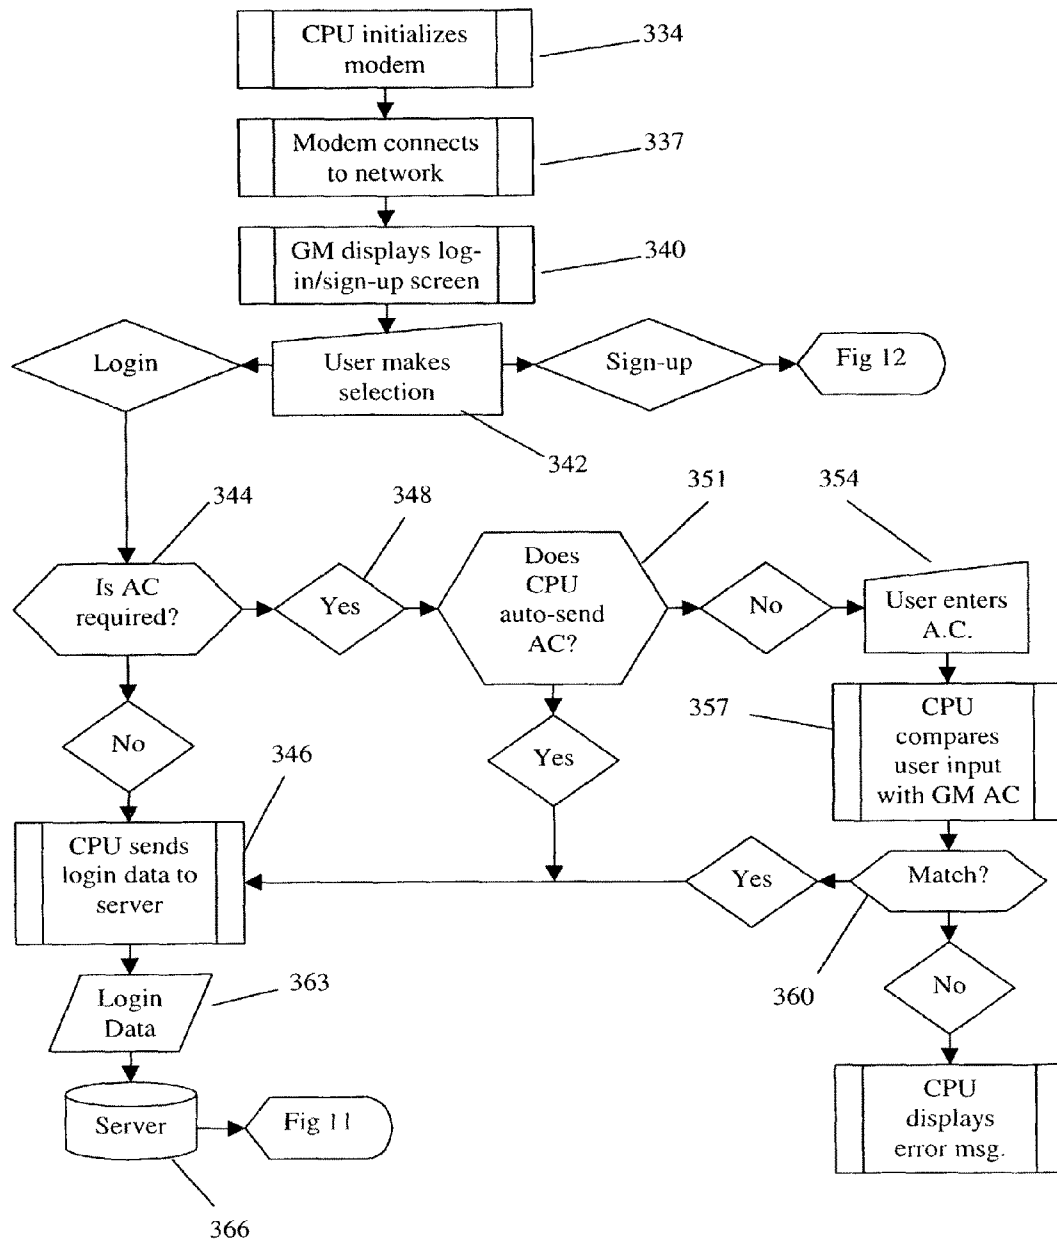 CPU initializes
modem
334
Modem connects
to network
337
GM displays log-
in/sign-up screen
340
Login
User makes
selection
Sign-up
Fig 12
342
344
348
351
354
Is AC
required?
Yes
Does
CPU
auto-send
AC?
No
User enters
A.C.
No
346
Yes
357
CPU
compares
user input
with GM AC
CPU sends
login data to
server
Yes
Match?
360
Login
Data
363
No
Server
Fig 11
CPU
displays
error msg.
366